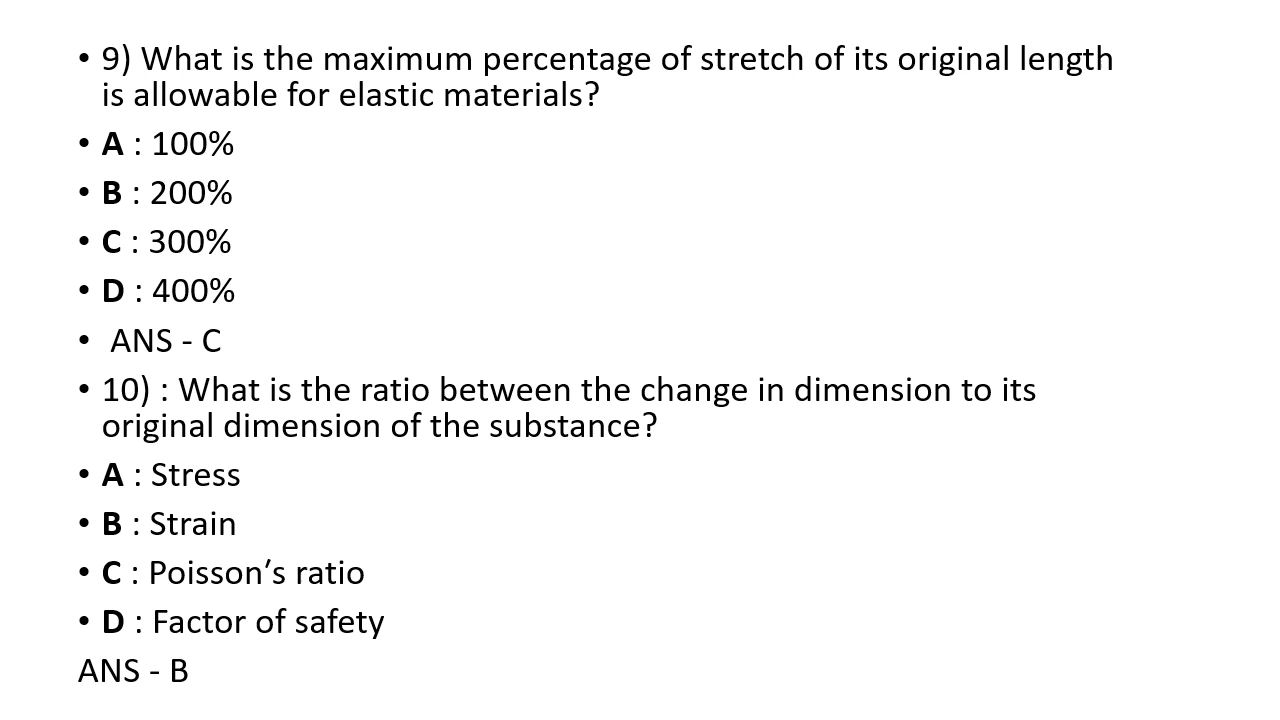 • 9) What is the maximum percentage of stretch of its original length
is allowable for elastic materials?
• A : 100%
• B : 200%
• C : 300%
• D : 400%
• ANS - C
• 10) : What is the ratio between the change in dimension to its
original dimension of the substance?
• A : Stress
• B : Strain
• C : Poisson’s ratio
• D : Factor of safety
ANS - B